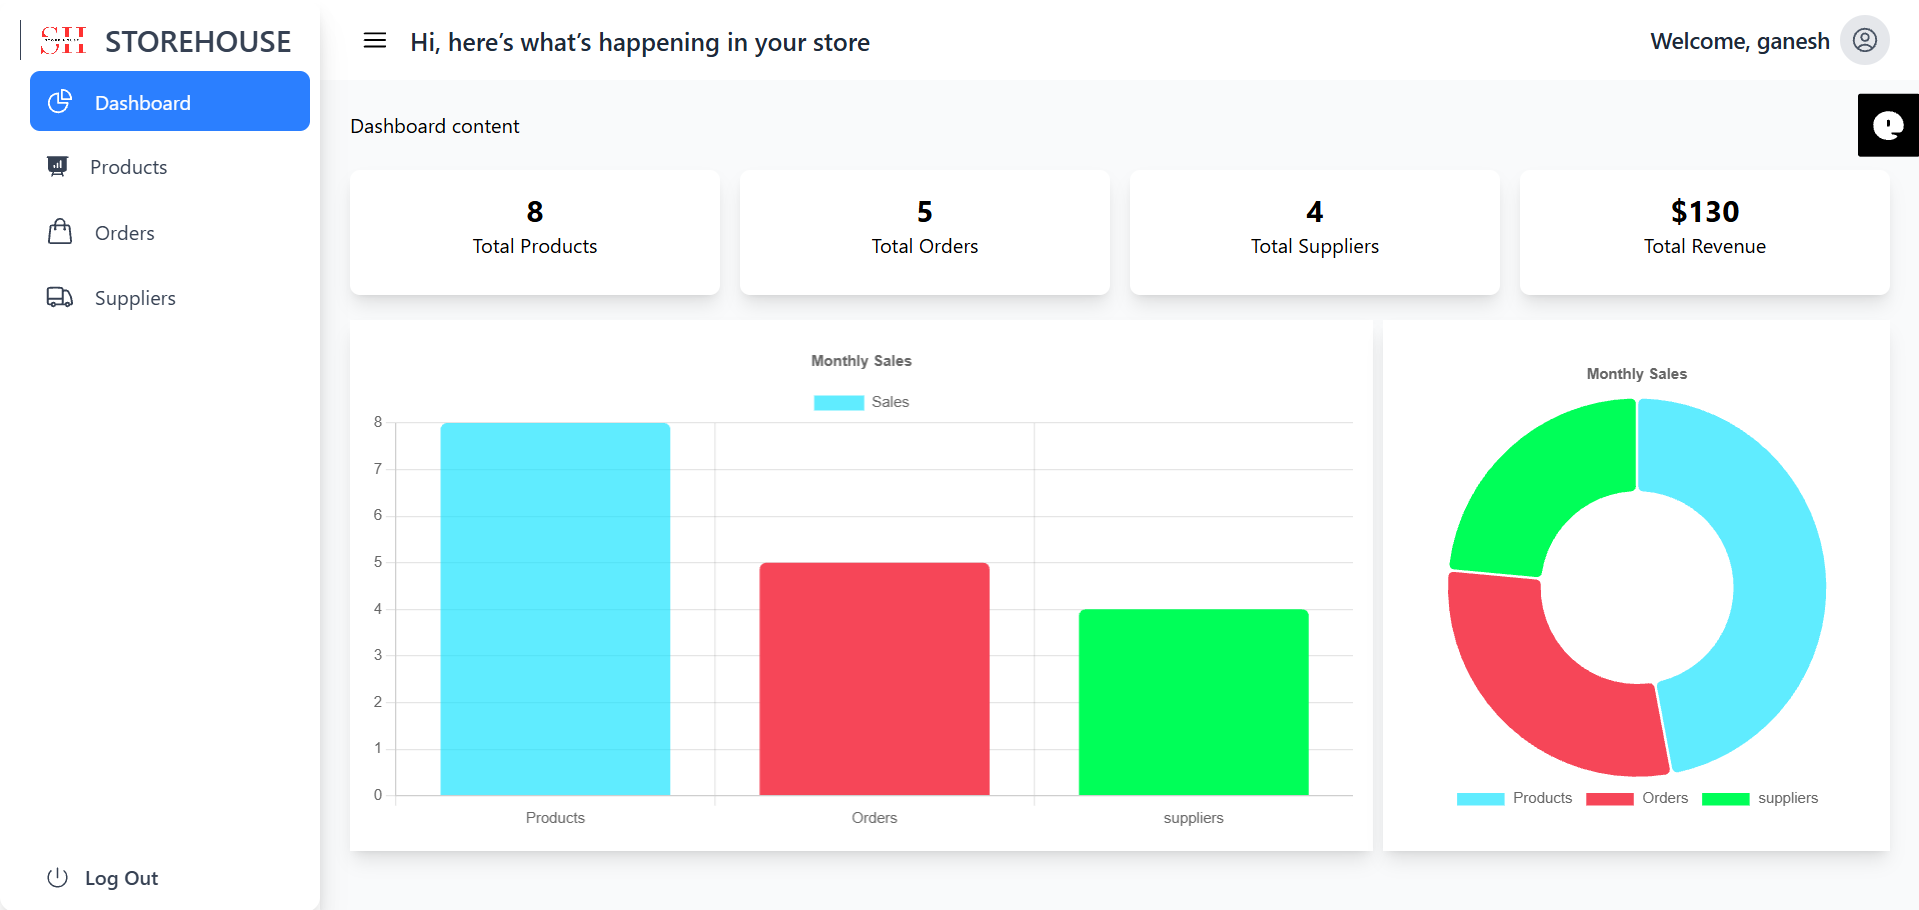 SH STOREHOUSE
Dashboard
Products
Orders
Suppliers
Log Out
Hi, here’s what’s happening in your store
Welcome, ganesh
Dashboard content
8
Total Products
5
Total Orders
4
Total Suppliers
$130
Total Revenue
Monthly Sales
Sales
8
7
6
5
4
3
2
1
0
Products Orders suppliers
Monthly Sales
Products Orders suppliers